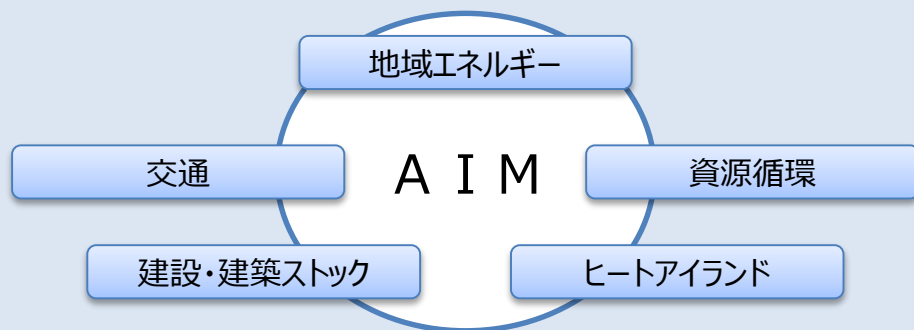 地域エネルギー
交通
ＡＩＭ
資源循環
建設・建築ストック
ヒートアイランド